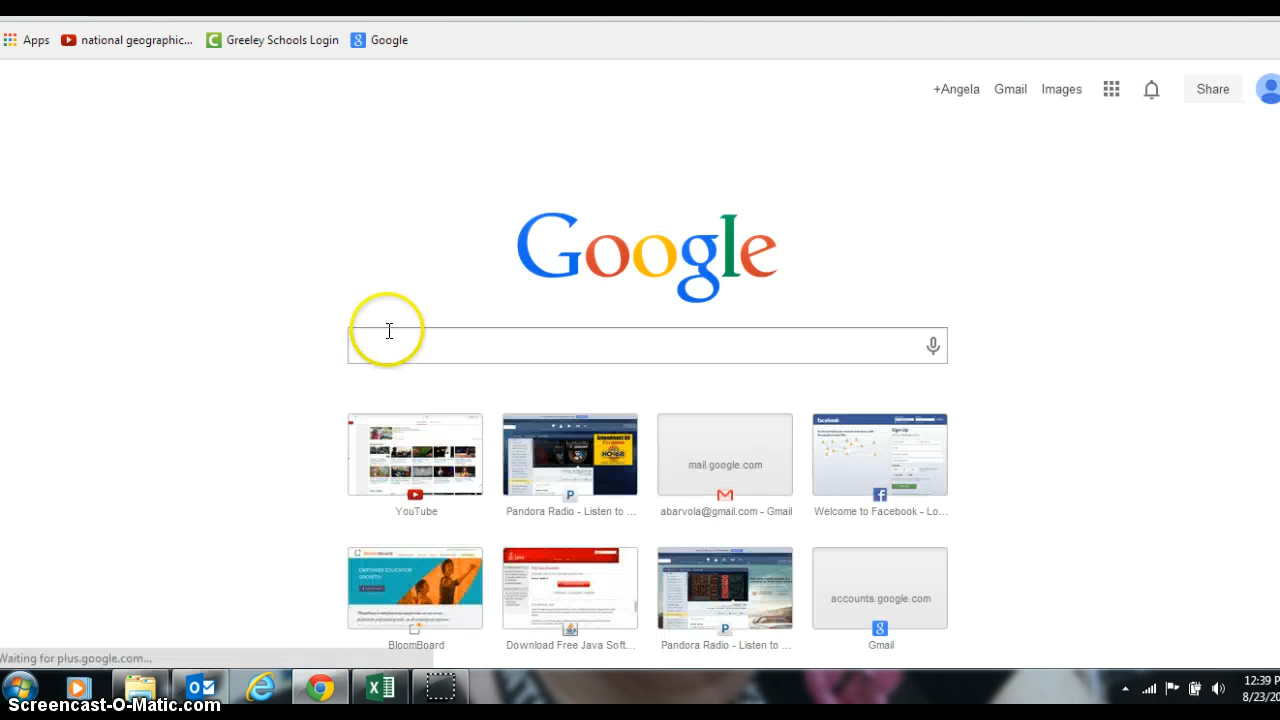 Apps national geographic... Greeley Schools Login Google
+Angela Gmail Images Share
Google
mail.google.com
YouTube Pandora Radio - Listen to ... abarvola@gmail.com - Gmail Welcome to Facebook - Lo...
accounts.google.com
BloomBoard Download Free Java Soft... Pandora Radio - Listen to ... Gmail
Waiting for plus.google.com...
12:39 P
8/23/20
Screencast-O-Matic.com